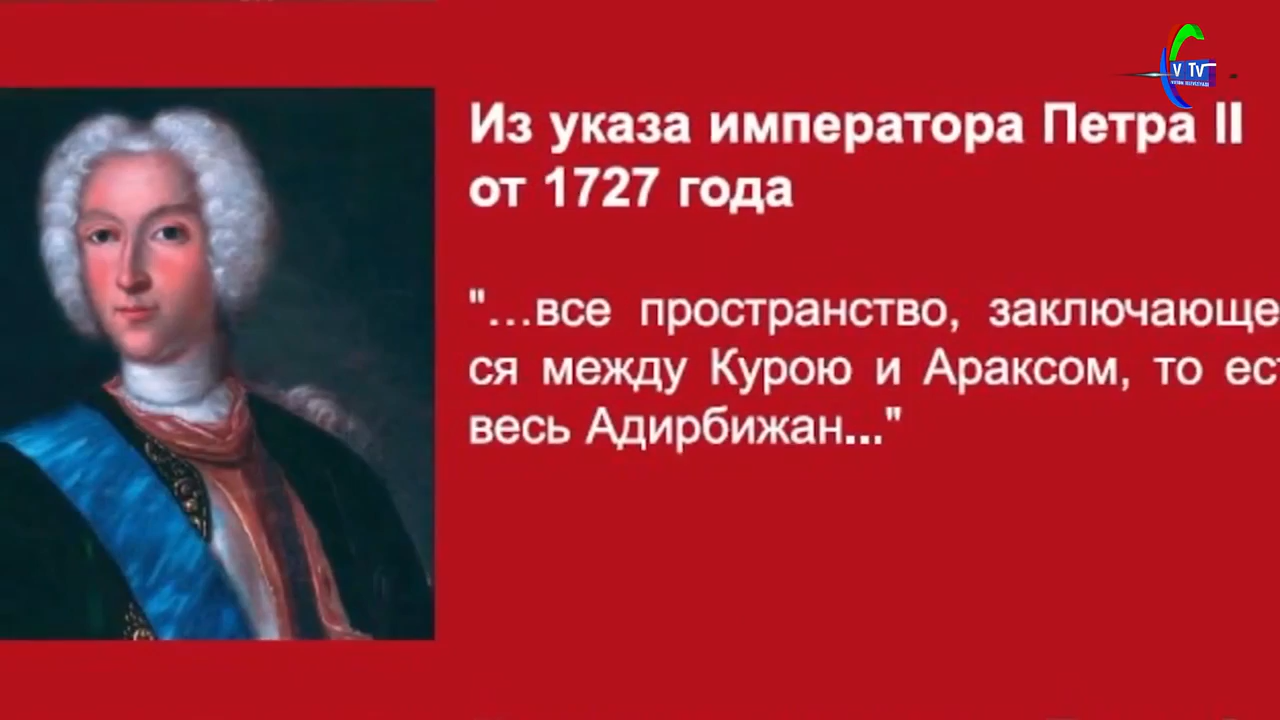 V Tv
Из указа императора Петра II
от 1727 года
"...все пространство, заключающе
ся между Курою и Араксом, то ес
весь Адирбижан..."